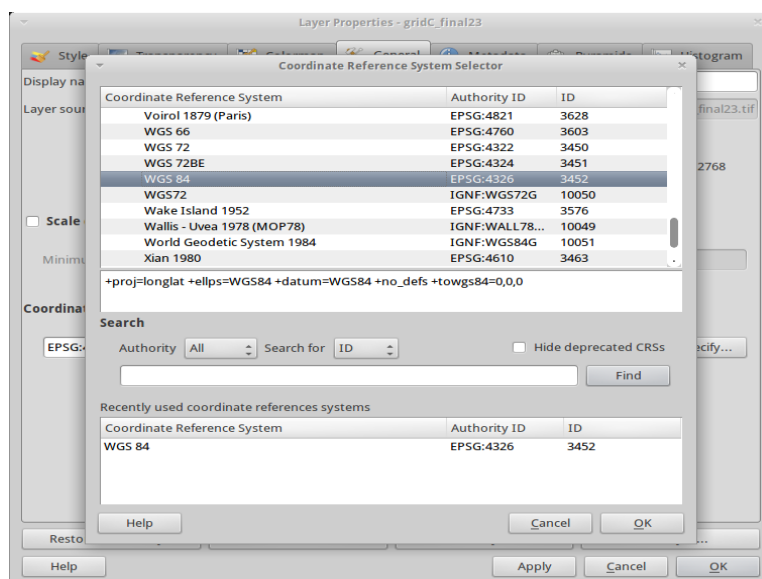 Layer Properties - gridC_final23
Style Transparency Colormap General Metadata Pyramids Histogram
Coordinate Reference System Selector
Display na
Layer sour
final23.tif
2768
Scale
Minimu
Coordinat
EPSG:4
ecify...
Coordinate Reference System Authority ID ID
Voirol 1879 (Paris) EPSG:4821 3628
WGS 66 EPSG:4760 3603
WGS 72 EPSG:4322 3450
WGS 72BE EPSG:4324 3451
WGS 84 EPSG:4326 3452
WGS72 IGNF:WGS72G 10050
Wake Island 1952 EPSG:4733 3576
Wallis - Uvea 1978 (MOP78) IGNF:WALL78... 10049
World Geodetic System 1984 IGNF:WGS84G 10051
Xian 1980 EPSG:4610 3463
+proj=longlat +ellps=WGS84 +datum=WGS84 +no_defs +towgs84=0,0,0
Search
Authority All Search for ID Hide deprecated CRSs
Find
Recently used coordinate references systems
Coordinate Reference System Authority ID ID
WGS 84 EPSG:4326 3452
Help Cancel OK
Resto
Help Apply Cancel OK